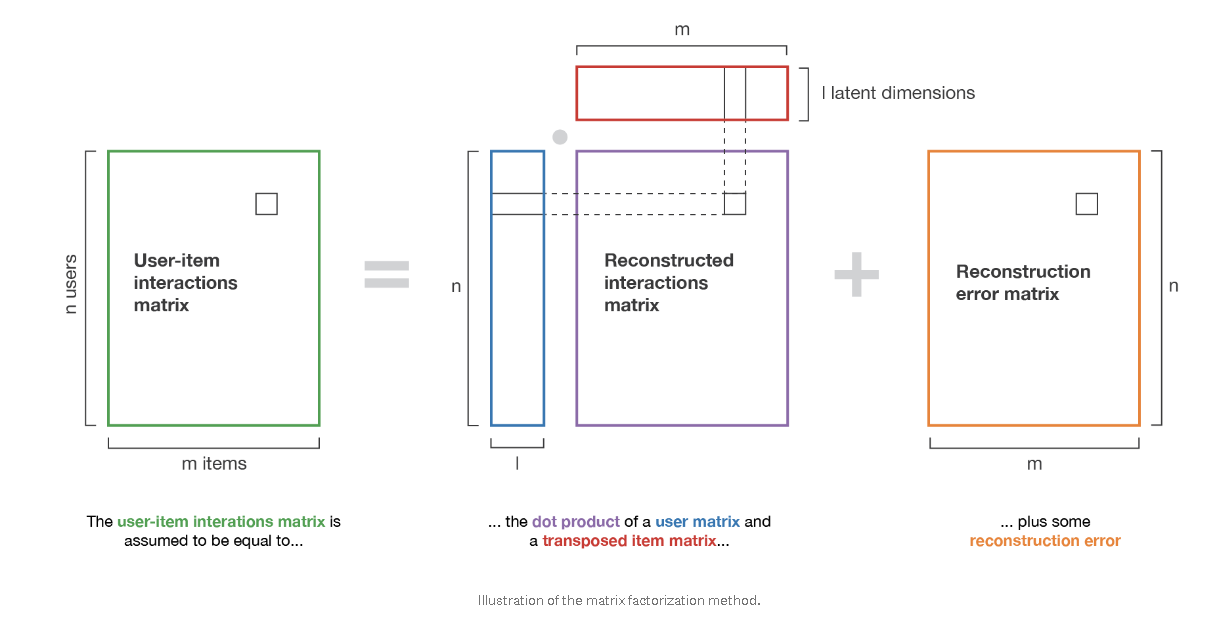 m
l latent dimensions
n users
User-item
interactions
matrix
m items
n
l
Reconstructed
interactions
matrix
Reconstruction
error matrix
n
m
The user-item interations matrix is
assumed to be equal to...
... the dot product of a user matrix and
a transposed item matrix...
... plus some
reconstruction error
Illustration of the matrix factorization method.